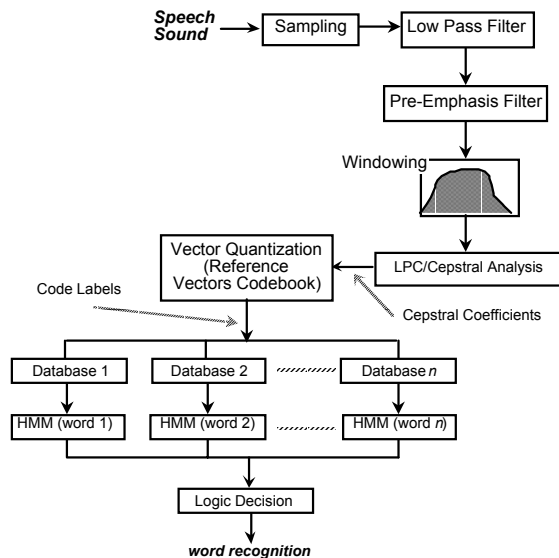 Speech
Sound
Sampling
Low Pass Filter
Pre-Emphasis Filter
Windowing
Vector Quantization
(Reference
Vectors Codebook)
LPC/Cepstral Analysis
Code Labels
Cepstral Coefficients
Database 1
Database 2
Database n
HMM (word 1)
HMM (word 2)
HMM (word n)
Logic Decision
word recognition